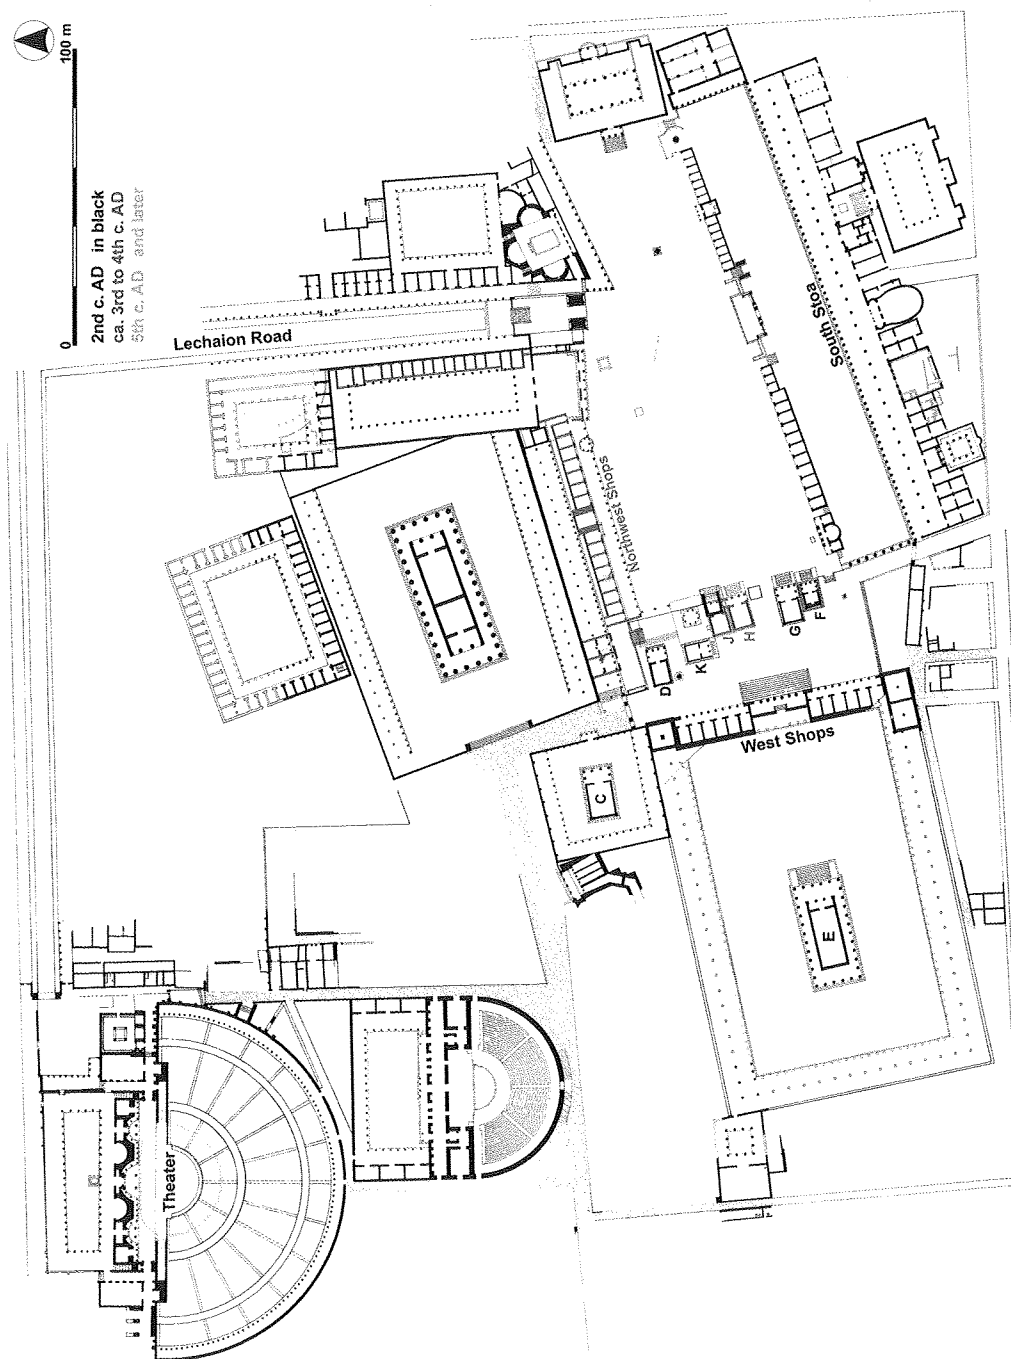 100 m
0
2nd c. AD in black
ca. 3rd to 4th c. AD
5th c. AD and later
Lechaion Road
South Stoa
Northwest Shops
J
H
G
F
K
D
West Shops
C
E
Theater